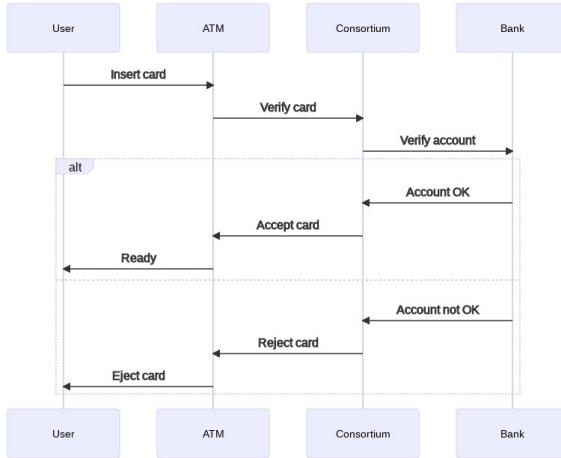 User ATM Consortium Bank
Insert card
Verify card
Verify account
alt
Account OK
Accept card
Ready
Account not OK
Reject card
Eject card
User ATM Consortium Bank